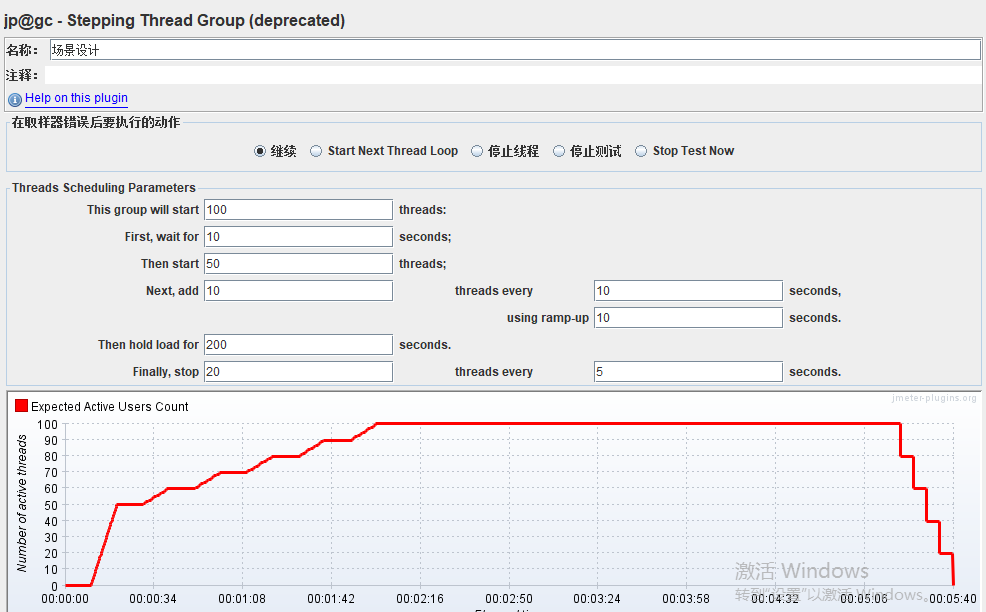 jp@gc - Stepping Thread Group (deprecated)
名称： 场景设计
注释：
Help on this plugin
在取样器错误后要执行的动作
继续 Start Next Thread Loop 停止线程 停止测试 Stop Test Now
Threads Scheduling Parameters
This group will start 100 threads:
First, wait for 10 seconds;
Then start 50 threads;
Next, add 10 threads every 10 seconds,
using ramp-up 10 seconds.
Then hold load for 200 seconds.
Finally, stop 20 threads every 5 seconds.
jmeter-plugins.org
Expected Active Users Count
Number of active threads
100
90
80
70
60
50
40
30
20
10
0
00:00:00 00:00:34 00:01:08 00:01:42 00:02:16 00:02:50 00:03:24 00:03:58 00:04:32 00:05:06 00:05:40
激活 Windows
转到"设置"以激活 Windows。